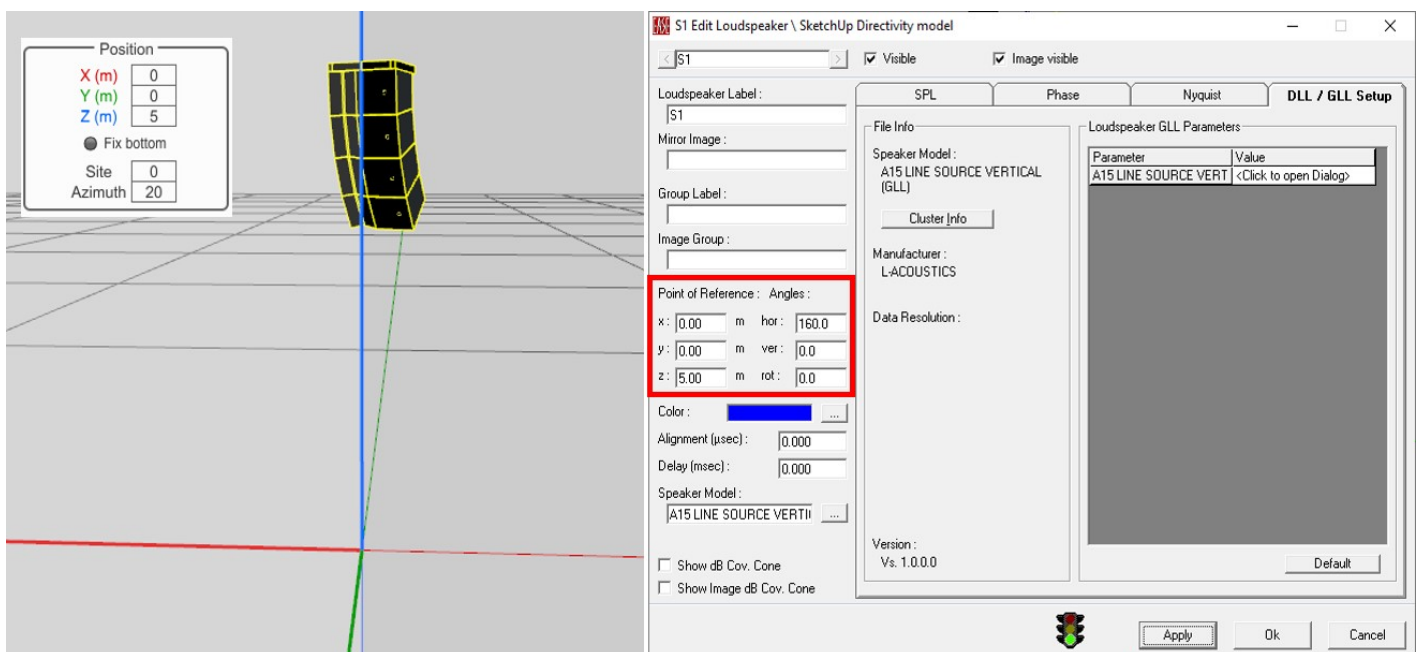 Position
X (m) 0
Y (m) 0
Z (m) 5
Fix bottom
Site 0
Azimuth 20
EASE S1 Edit Loudspeaker \ SketchUp Directivity model
< S1 >
Visible
Image visible
Loudspeaker Label :
S1
Mirror Image :
Group Label :
Image Group :
Point of Reference : Angles :
x : 0.00 m hor : 160.0
y : 0.00 m ver : 0.0
z : 5.00 m rot : 0.0
Color : ...
Alignment (µsec) : 0.000
Delay (msec) : 0.000
Speaker Model :
A15 LINE SOURCE VERTI ...
Show dB Cov. Cone
Show Image dB Cov. Cone
SPL Phase Nyquist DLL / GLL Setup
File Info
Speaker Model :
A15 LINE SOURCE VERTICAL
(GLL)
Cluster Info
Manufacturer :
L-ACOUSTICS
Data Resolution :
Version :
Vs. 1.0.0.0
Loudspeaker GLL Parameters
Parameter Value
A15 LINE SOURCE VERT <Click to open Dialog>
Default
Apply Ok Cancel